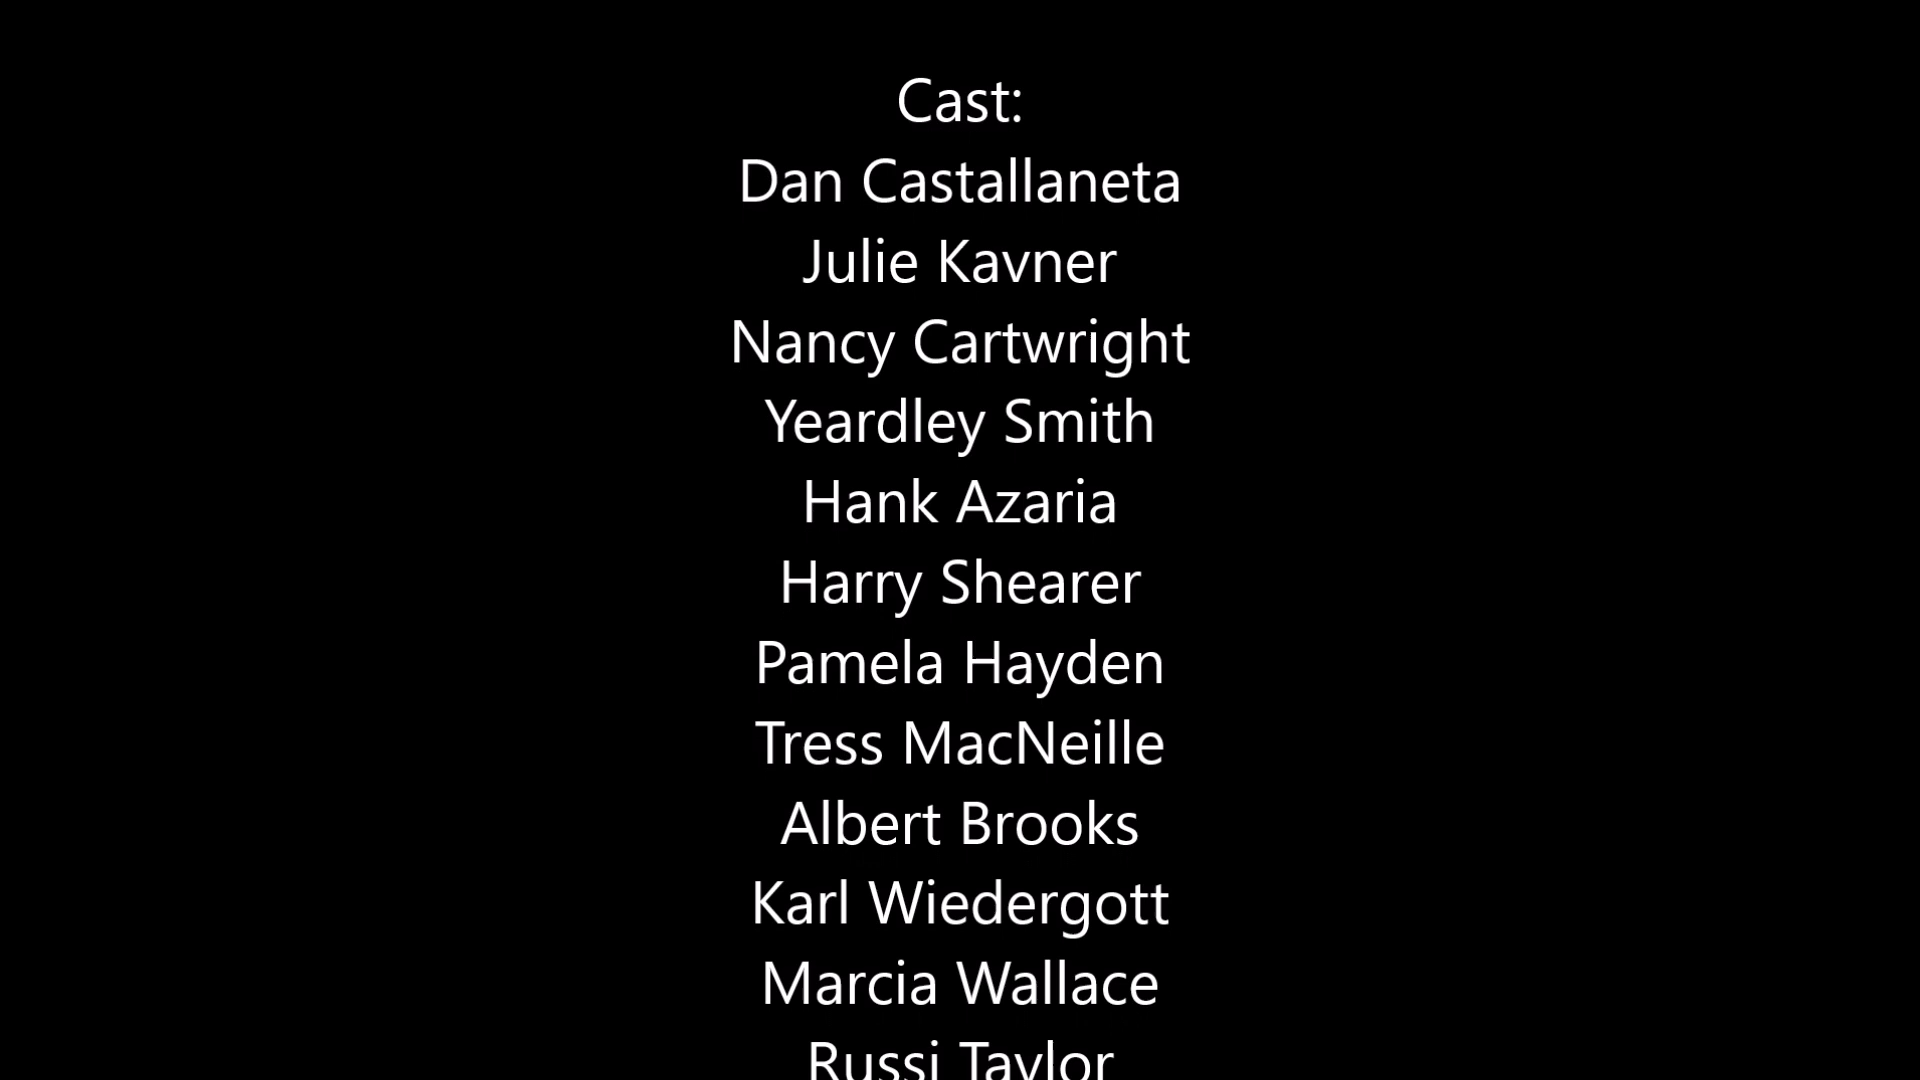 Cast:
Dan Castallaneta
Julie Kavner
Nancy Cartwright
Yeardley Smith
Hank Azaria
Harry Shearer
Pamela Hayden
Tress MacNeille
Albert Brooks
Karl Wiedergott
Marcia Wallace
Russi Taylor